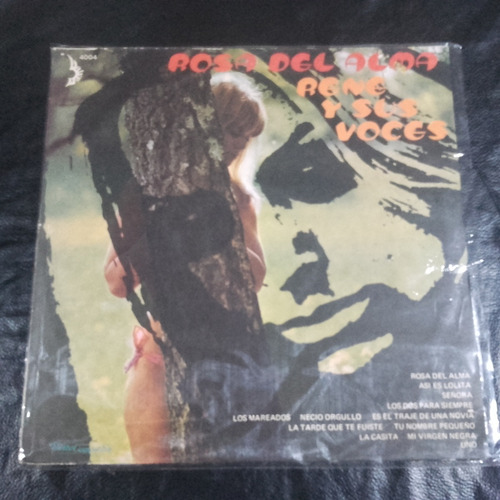 4004
ROSA DEL ALMA
RENE
Y SUS
VOCES
ROSA DEL ALMA
ASI ES LOLITA
SEÑORA
LOS DOS PARA SIEMPRE
LOS MAREADOS NECIO ORGULLO ES EL TRAJE DE UNA NOVIA
LA TARDE QUE TE FUISTE TU NOMBRE PEQUEÑO
LA CASITA MI VIRGEN NEGRA
UNO